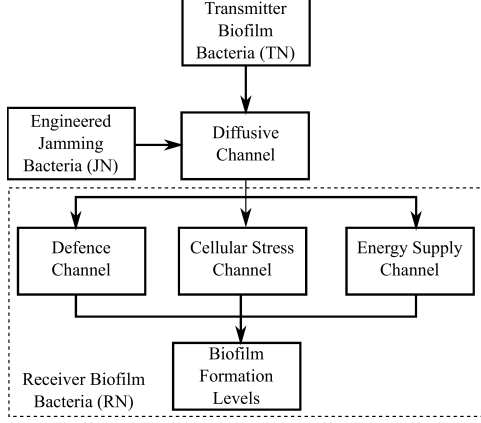 Transmitter
Biofilm
Bacteria (TN)
Engineered
Jamming
Bacteria (JN)
Diffusive
Channel
Defence
Channel
Cellular Stress
Channel
Energy Supply
Channel
Biofilm
Formation
Levels
Receiver Biofilm
Bacteria (RN)